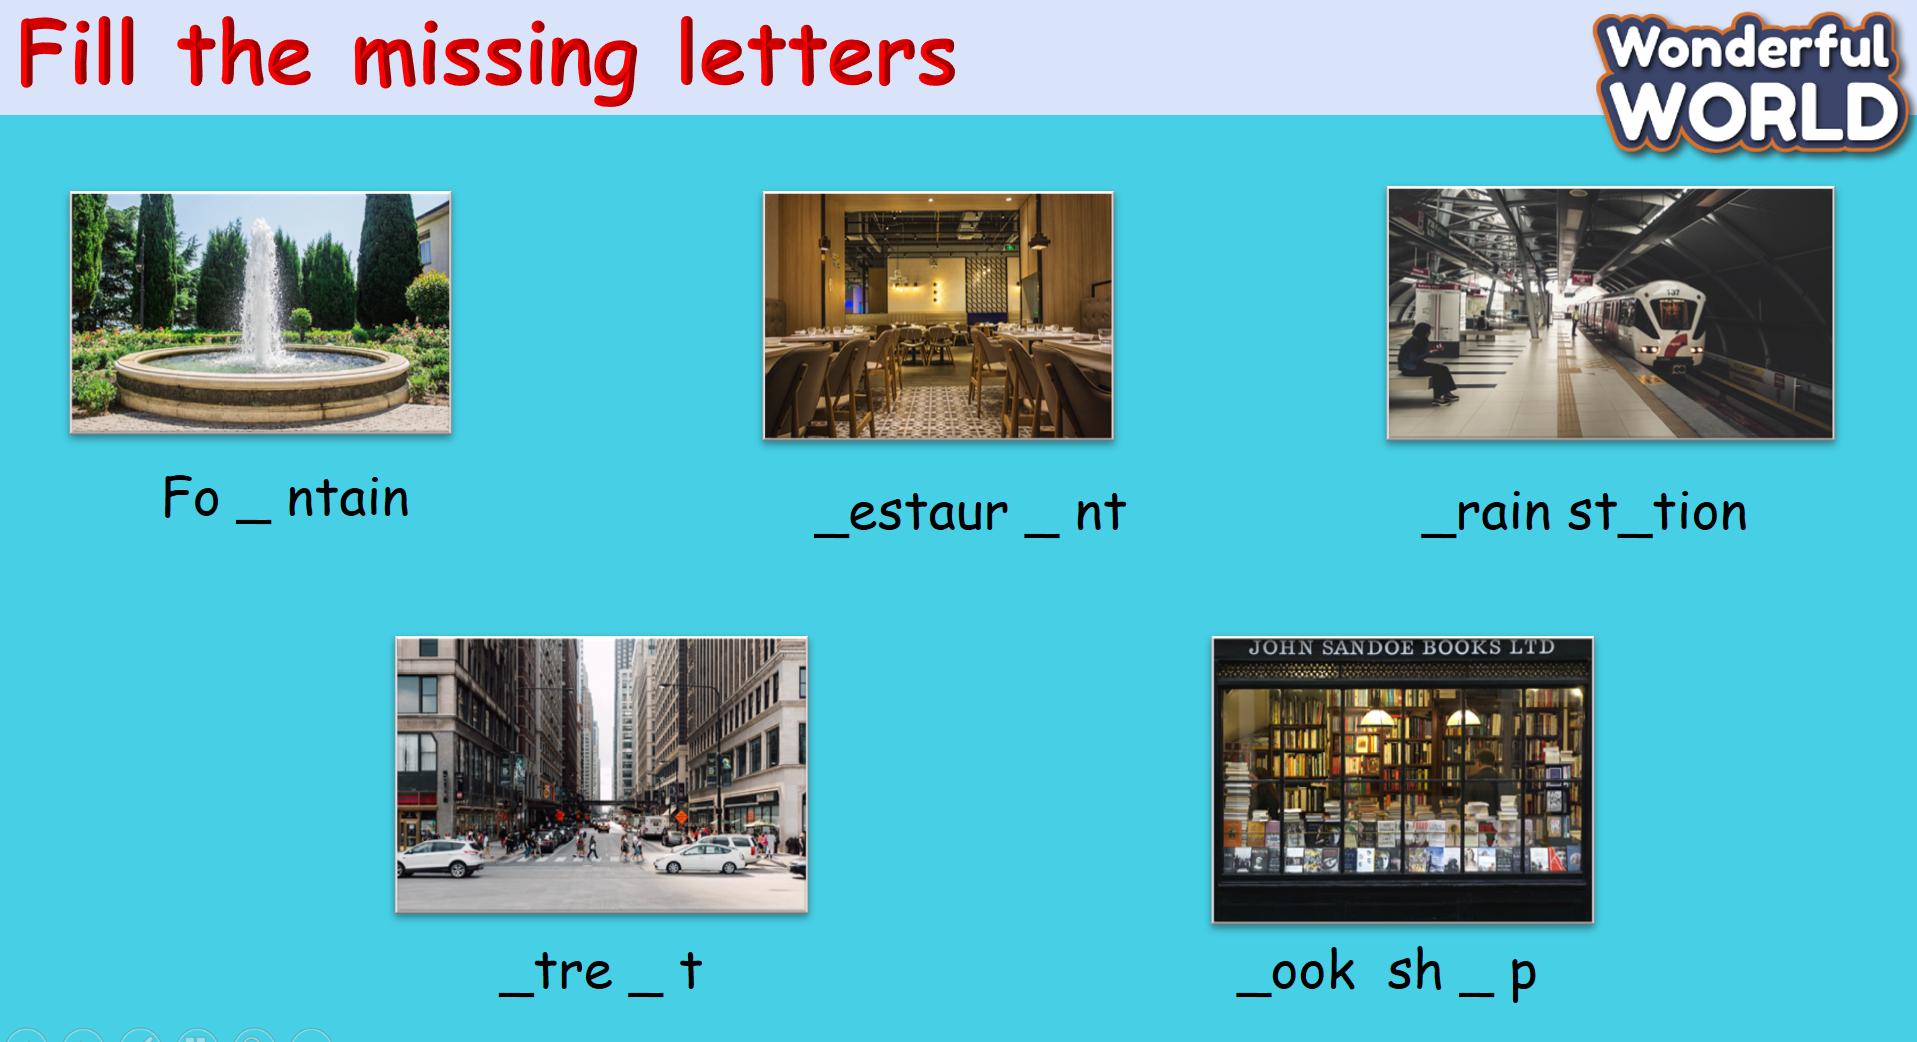 Fill the missing letters
Wonderful
WORLD
Fo _ ntain
_estaur _ nt
_rain st_tion
137
JOHN SANDOE BOOKS LTD
_tre _ t
_ook sh _ p